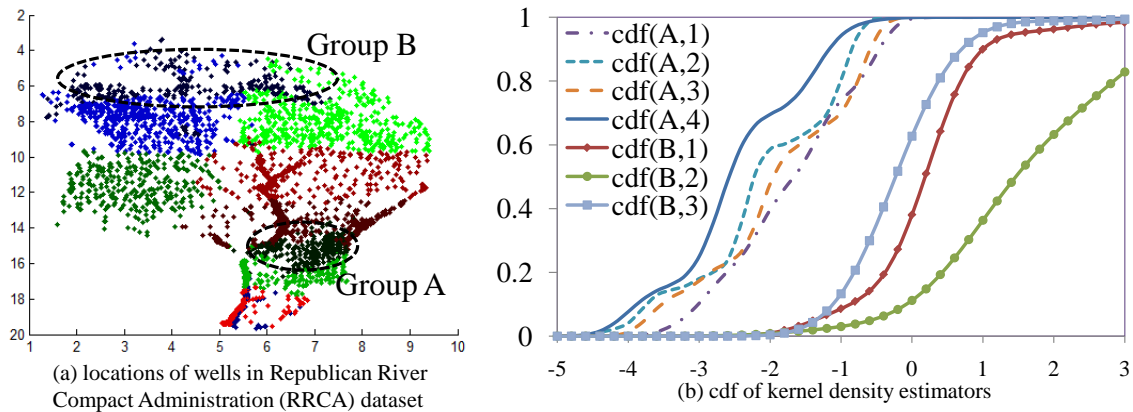 Group B
Group A
2
4
6
8
10
12
14
16
18
20
1 2 3 4 5 6 7 8 9 10
(a) locations of wells in Republican River
Compact Administration (RRCA) dataset
1
0.8
0.6
0.4
0.2
0
cdf(A,1)
cdf(A,2)
cdf(A,3)
cdf(A,4)
cdf(B,1)
cdf(B,2)
cdf(B,3)
-5 -4 -3 -2 -1 0 1 2 3
(b) cdf of kernel density estimators